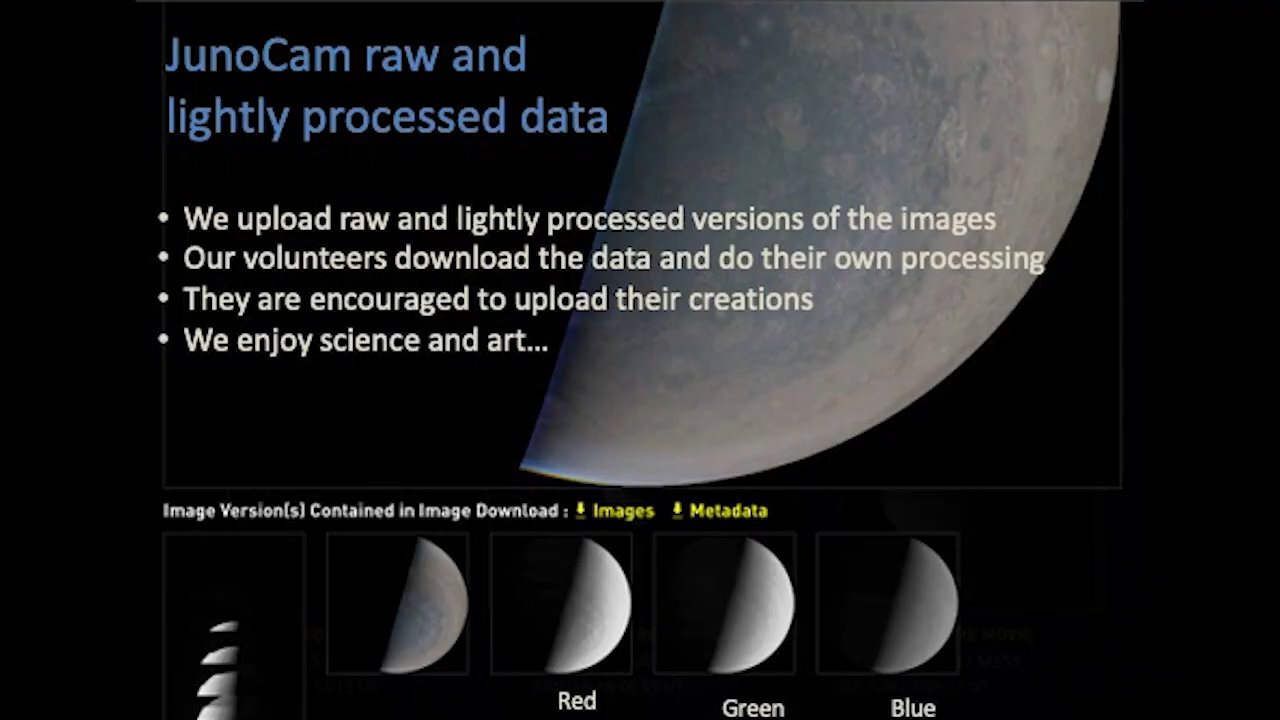 JunoCam raw and
lightly processed data
• We upload raw and lightly processed versions of the images
• Our volunteers download the data and do their own processing
• They are encouraged to upload their creations
• We enjoy science and art...
Image Version(s) Contained in Image Download : Images Metadata
Red
Green
Blue